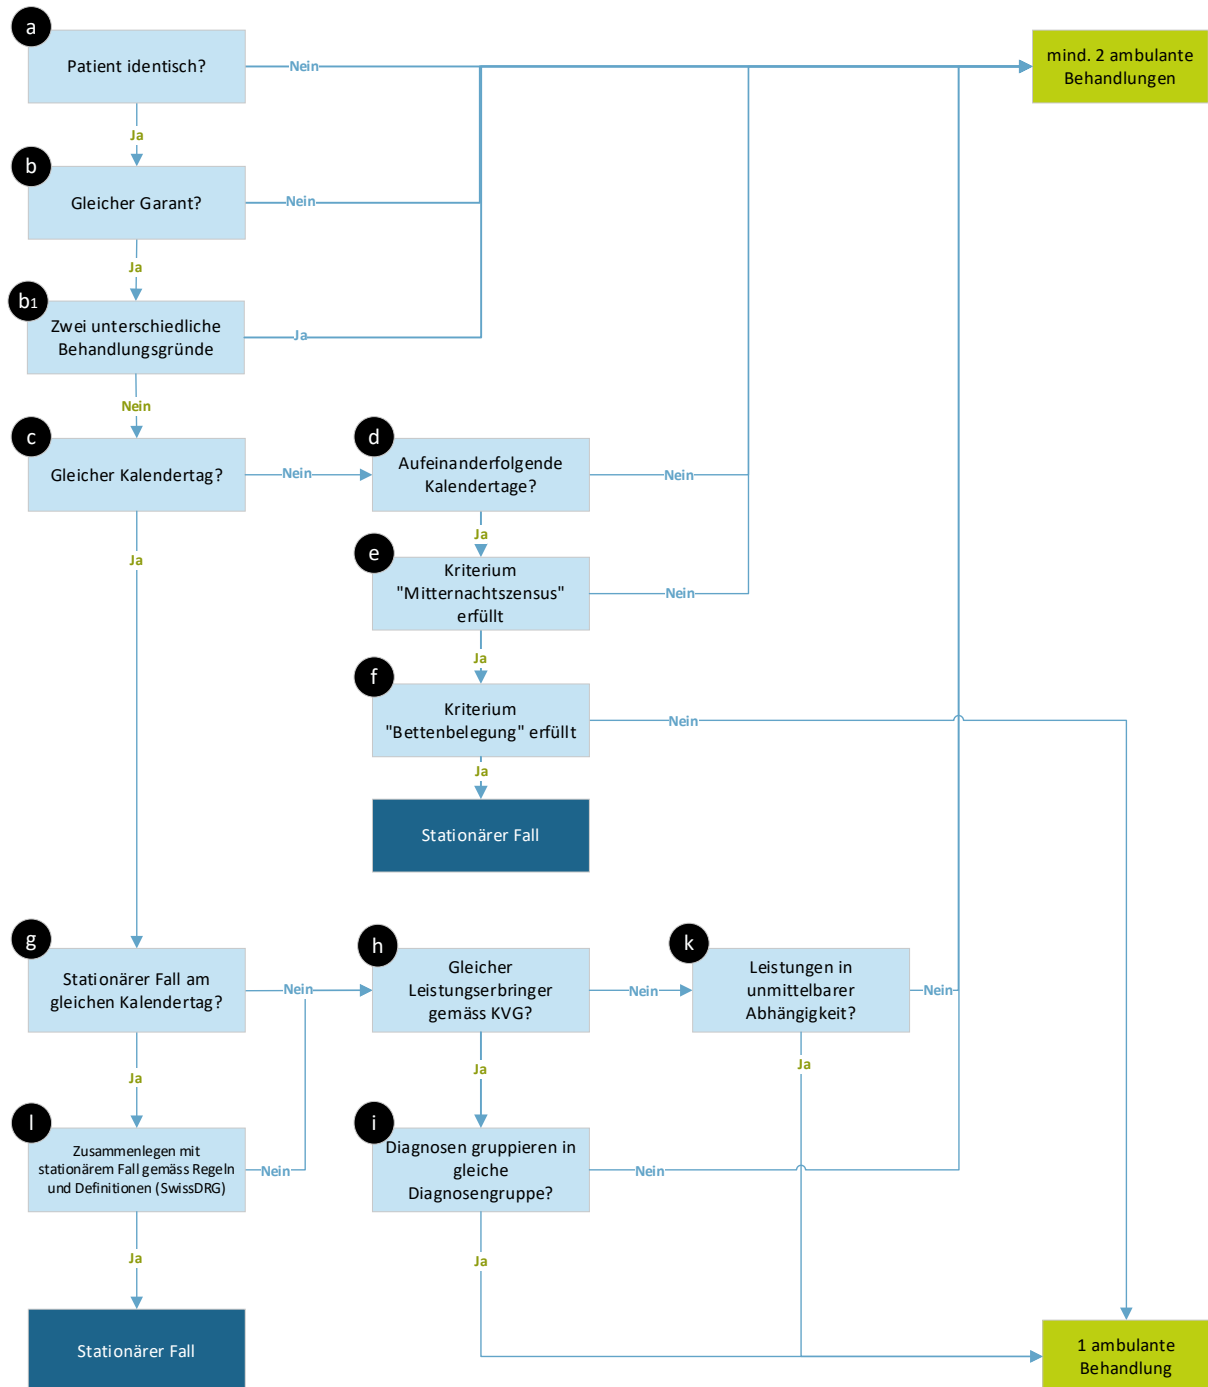 a
Patient identisch?
Nein
mind. 2 ambulante
Behandlungen
Ja
b
Gleicher Garant?
Nein
Ja
b1
Zwei unterschiedliche
Behandlungsgründe
Ja
Nein
c
Gleicher Kalendertag?
Nein
d
Aufeinanderfolgende
Kalendertage?
Nein
Ja
Ja
e
Kriterium
"Mitternachtszensus"
erfüllt
Nein
Ja
f
Kriterium
"Bettenbelegung" erfüllt
Nein
Ja
Stationärer Fall
g
Stationärer Fall am
gleichen Kalendertag?
Nein
h
Gleicher
Leistungserbringer
gemäss KVG?
Nein
k
Leistungen in
unmittelbarer
Abhängigkeit?
Nein
Ja
Ja
Ja
l
Zusammenlegen mit
stationärem Fall gemäss Regeln
und Definitionen (SwissDRG)
Nein
i
Diagnosen gruppieren in
gleiche
Diagnosengruppe?
Nein
Ja
Ja
Stationärer Fall
1 ambulante
Behandlung